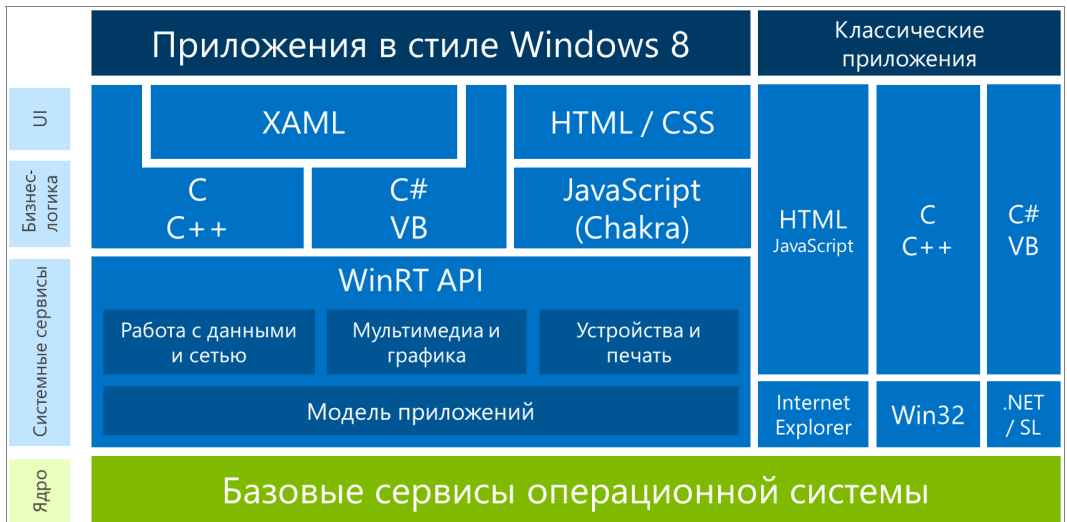 Приложения в стиле Windows 8
Классические
приложения
UI
XAML
HTML / CSS
Бизнес-
логика
C
C++
C#
VB
JavaScript
(Chakra)
HTML
JavaScript
C
C++
C#
VB
Системные сервисы
WinRT API
Работа с данными
и сетью
Мультимедиа и
графика
Устройства и
печать
Модель приложений
Internet
Explorer
Win32
.NET
/ SL
Ядро
Базовые сервисы операционной системы